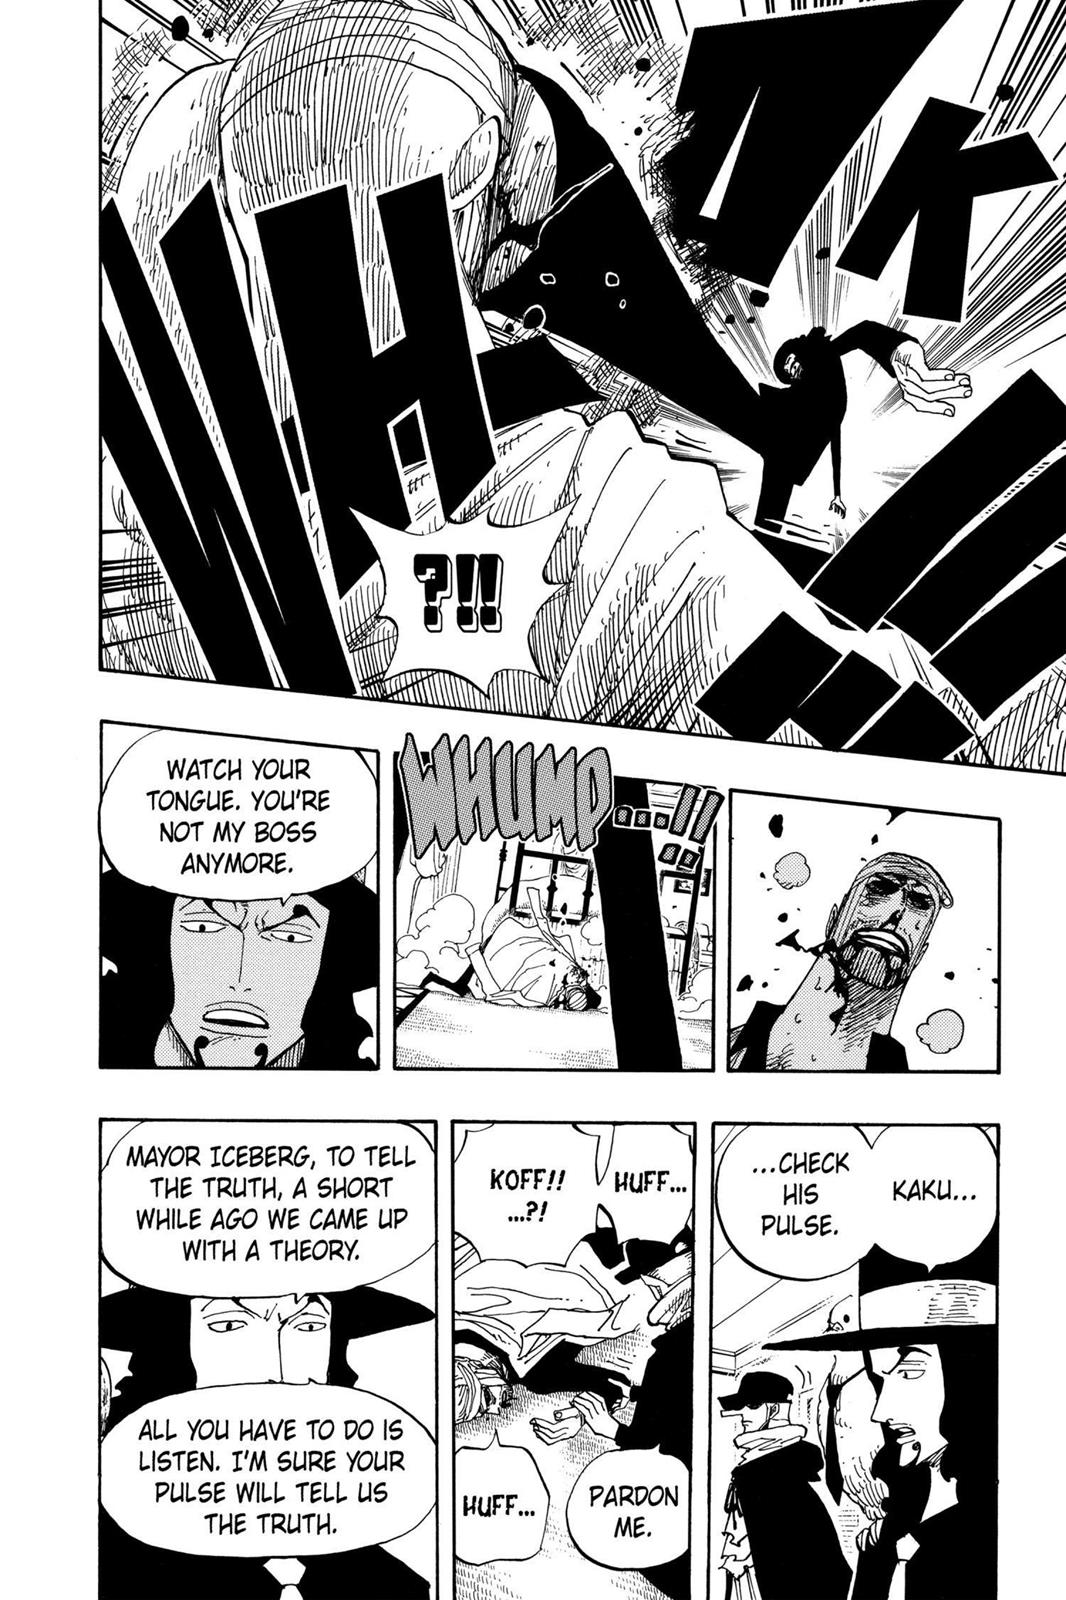 WHAK!!
?!!
WHUMP...!!
WATCH YOUR
TONGUE. YOU'RE
NOT MY BOSS
ANYMORE.
KAKU...
...CHECK
HIS
PULSE.
HUFF...
KOFF!!
...?!
PARDON
ME.
HUFF...
MAYOR ICEBERG, TO TELL
THE TRUTH, A SHORT
WHILE AGO WE CAME UP
WITH A THEORY.
ALL YOU HAVE TO DO IS
LISTEN. I'M SURE YOUR
PULSE WILL TELL US
THE TRUTH.